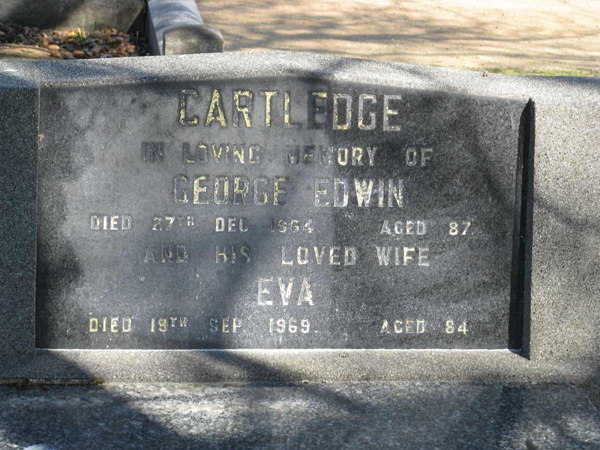 CARTLEDGE
IN LOVING MEMORY OF
GEORGE EDWIN
DIED 27TH DEC 1964 AGED 87
AND HIS LOVED WIFE
EVA
DIED 19TH SEP 1969. AGED 84